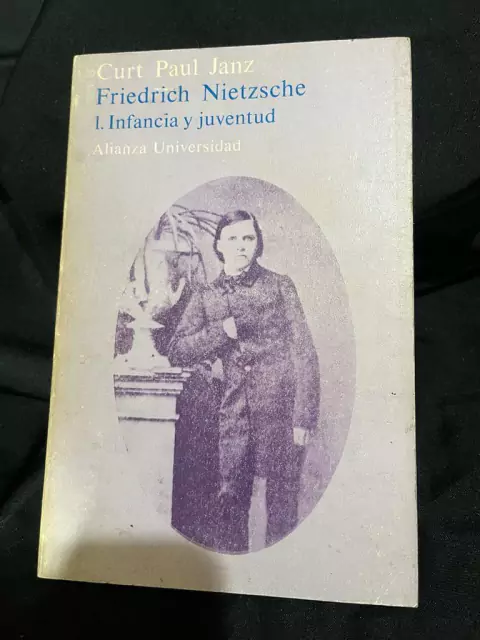 Curt Paul Janz
Friedrich Nietzsche
1. Infancia y juventud
Alianza Universidad